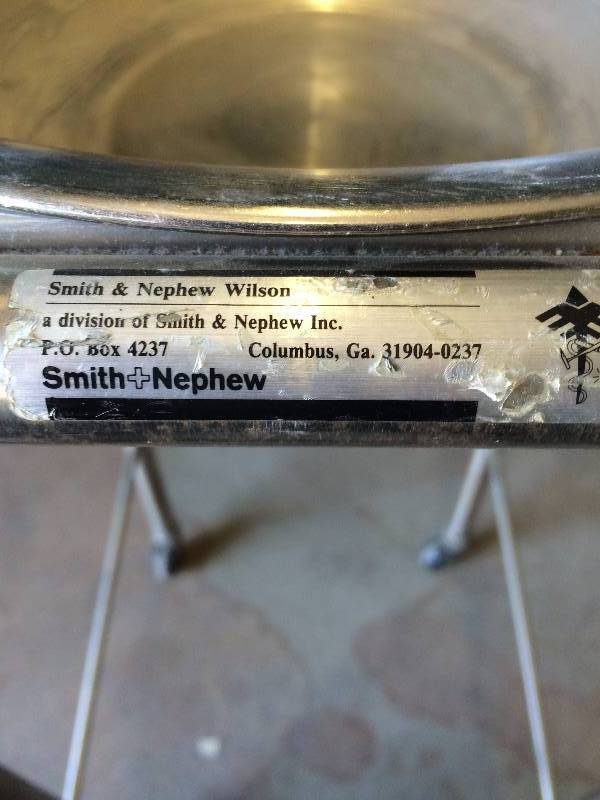 Smith & Nephew Wilson
a division of Smith & Nephew Inc.
P.O. Box 4237 Columbus, Ga. 31904-0237
Smith+Nephew